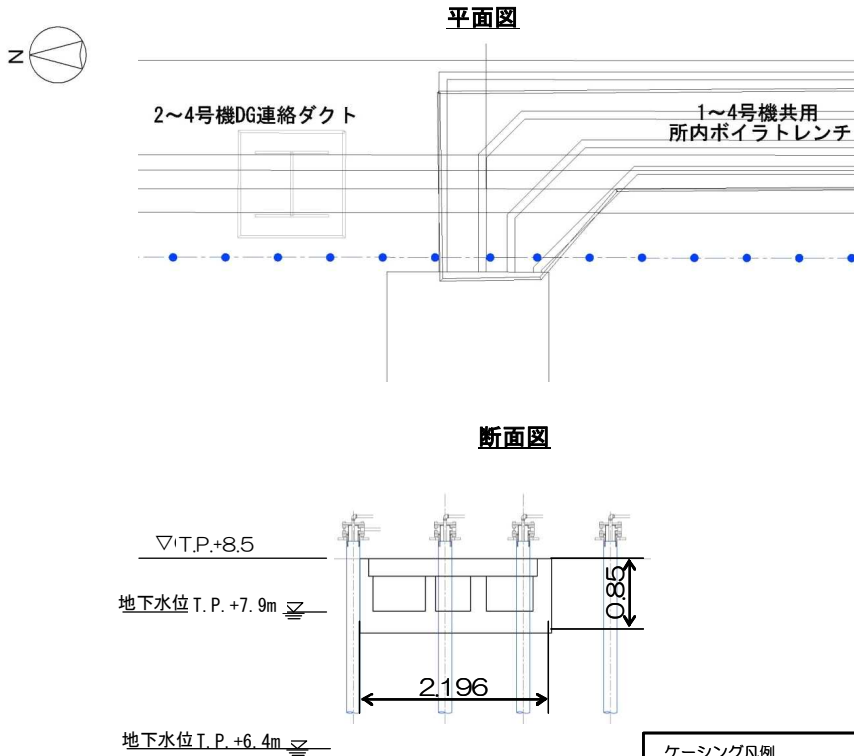 平面図
N
2～4号機DG連絡ダクト
1～4号機共用
所内ボイラトレンチ
断面図
▽T.P.+8.5
地下水位 T.P.+7.9m
0.85
2.196
地下水位 T.P.+6.4m
ケーシング凡例